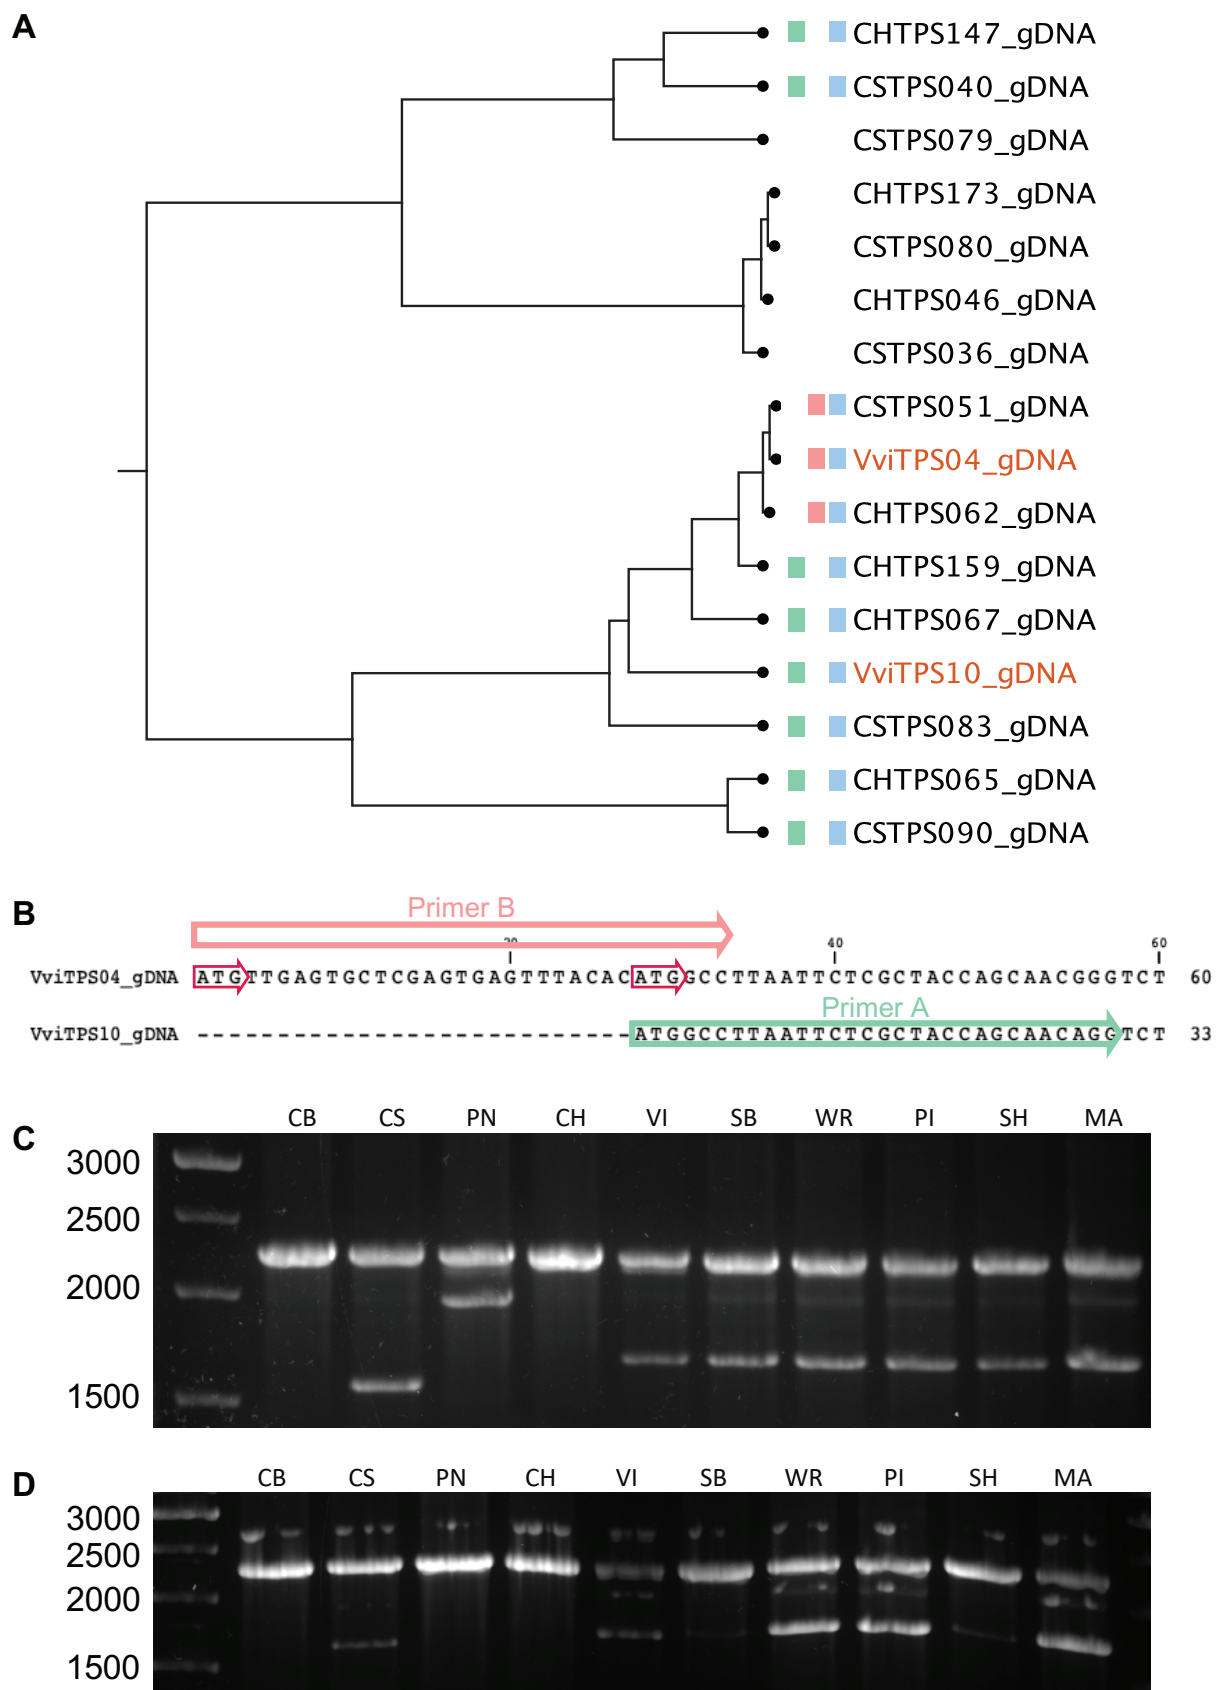 A
CHTPS147_gDNA
CSTPS040_gDNA
CSTPS079_gDNA
CHTPS173_gDNA
CSTPS080_gDNA
CHTPS046_gDNA
CSTPS036_gDNA
CSTPS051_gDNA
VviTPS04_gDNA
CHTPS062_gDNA
CHTPS159_gDNA
CHTPS067_gDNA
VviTPS10_gDNA
CSTPS083_gDNA
CHTPS065_gDNA
CSTPS090_gDNA
B
Primer B
20 40 60
VviTPS04_gDNA ATGTTGAGTGCTCGAGTGAGTTTACACATGGCCTTAATTCTCGCTACCAGCAACGGGTCT 60
Primer A
VviTPS10_gDNA ---------------------------ATGGCCTTAATTCTCGCTACCAGCAACAGGTCT 33
C
CB CS PN CH VI SB WR PI SH MA
3000
2500
2000
1500
D
CB CS PN CH VI SB WR PI SH MA
3000
2500
2000
1500